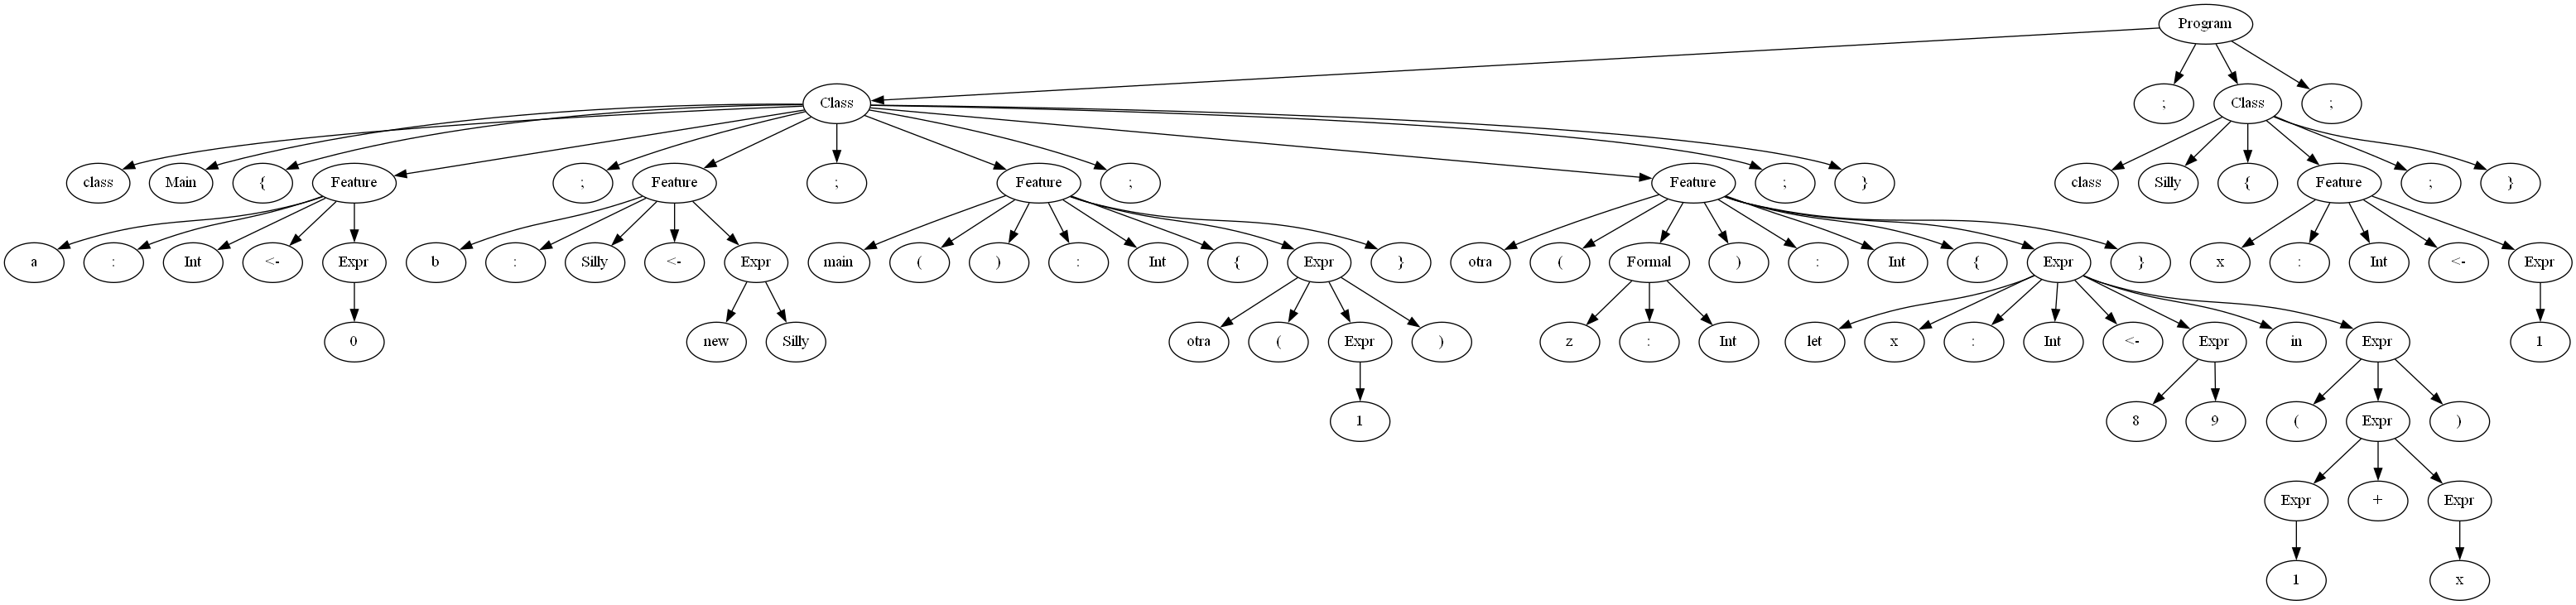 Program
Class ; Class ;
class Main { Feature ; Feature ; Feature ; Feature ; } class Silly { Feature ; }
a : Int <- Expr b : Silly <- Expr main ( ) : Int { Expr } otra ( Formal ) : Int { Expr } x : Int <- Expr
0 new Silly otra ( Expr ) z : Int let x : Int <- Expr in Expr 1
1 8 9 ( Expr )
Expr + Expr
1 x